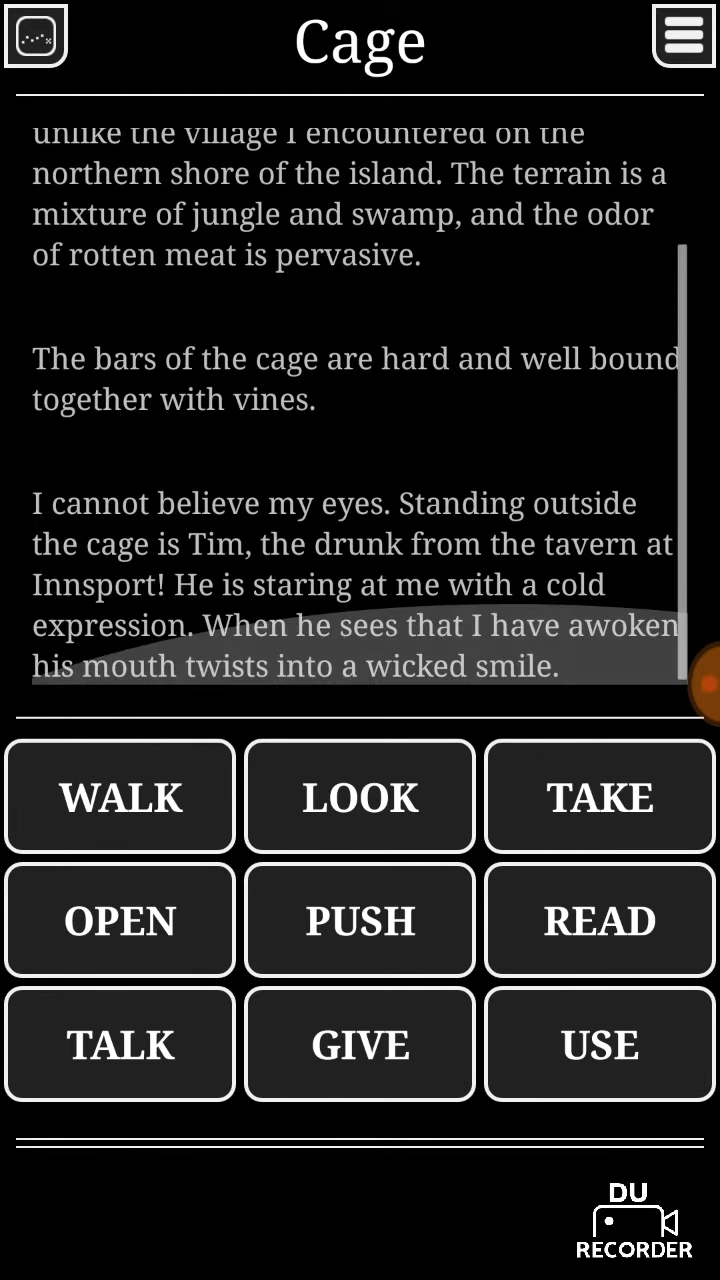 Cage
unlike the village I encountered on the
northern shore of the island. The terrain is a
mixture of jungle and swamp, and the odor
of rotten meat is pervasive.
The bars of the cage are hard and well bound
together with vines.
I cannot believe my eyes. Standing outside
the cage is Tim, the drunk from the tavern at
Innsport! He is staring at me with a cold
expression. When he sees that I have awoken
his mouth twists into a wicked smile.
WALK LOOK TAKE
OPEN PUSH READ
TALK GIVE USE
DU
RECORDER